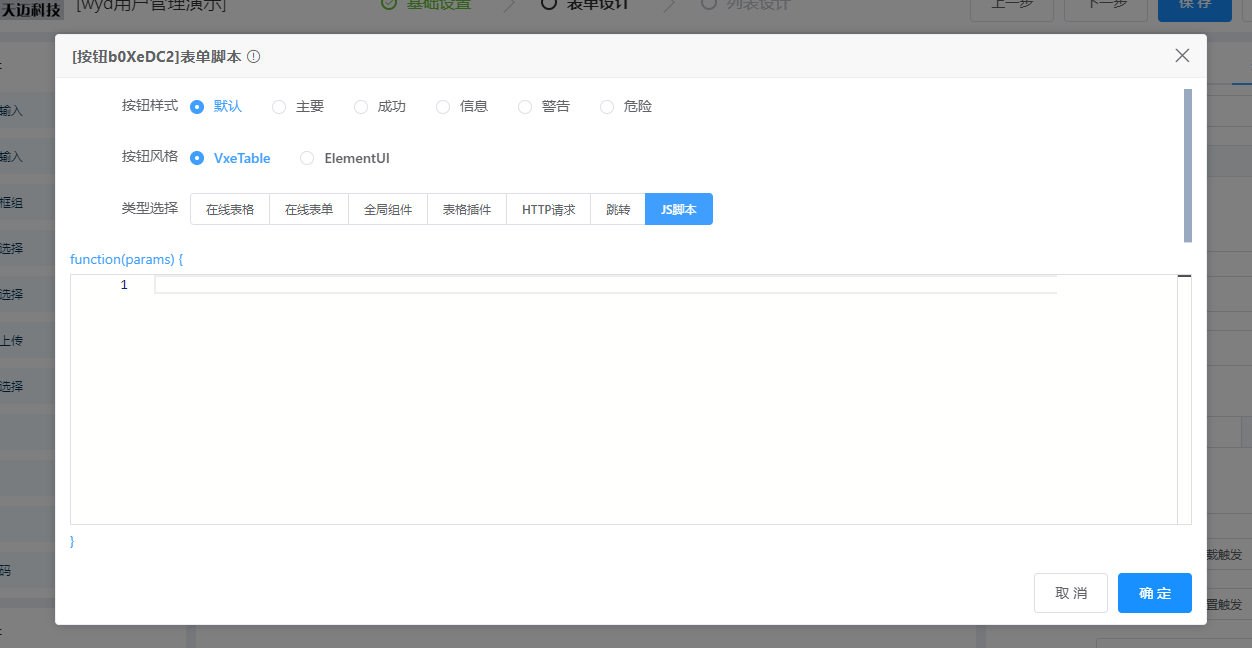 天迈科技 [wyd用户管理演示] 基础设置 表单设计 列表设计 上一步 下一步 保 存
[按钮b0XeDC2]表单脚本
按钮样式 默认 主要 成功 信息 警告 危险
输入
按钮风格 VxeTable ElementUI
输入
类型选择 在线表格 在线表单 全局组件 表格插件 HTTP请求 跳转 JS脚本
框组
选择
function(params) {
1
选择
上传
选择
}
载触发
码
取 消 确 定
置触发